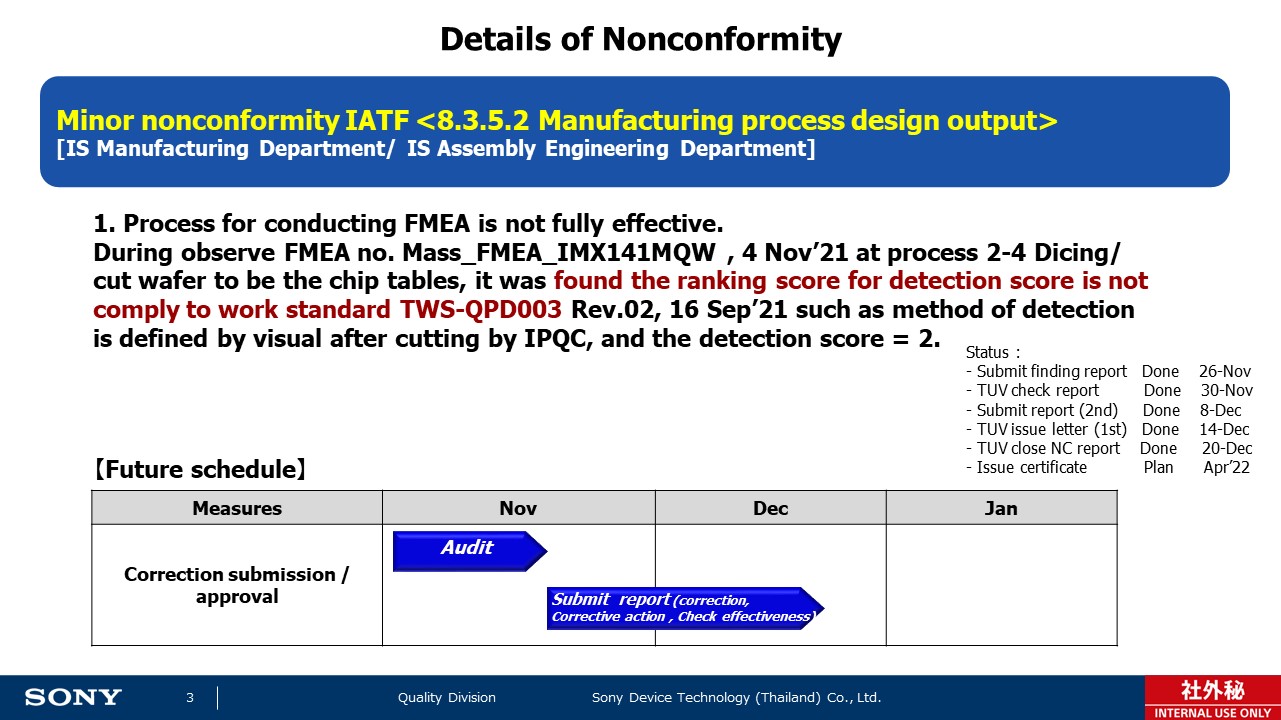 Details of Nonconformity
Minor nonconformity IATF <8.3.5.2 Manufacturing process design output>
[IS Manufacturing Department/ IS Assembly Engineering Department]
1. Process for conducting FMEA is not fully effective.
During observe FMEA no. Mass_FMEA_IMX141MQW , 4 Nov’21 at process 2-4 Dicing/
cut wafer to be the chip tables, it was found the ranking score for detection score is not
comply to work standard TWS-QPD003 Rev.02, 16 Sep’21 such as method of detection
is defined by visual after cutting by IPQC, and the detection score = 2.
Status :
- Submit finding report Done 26-Nov
- TUV check report Done 30-Nov
- Submit report (2nd) Done 8-Dec
- TUV issue letter (1st) Done 14-Dec
- TUV close NC report Done 20-Dec
- Issue certificate Plan Apr’22
【Future schedule】
Measures Nov Dec Jan
Correction submission /
approval
Audit
Submit report (correction,
Corrective action , Check effectiveness)
SONY 3 Quality Division Sony Device Technology (Thailand) Co., Ltd.
社外秘
INTERNAL USE ONLY